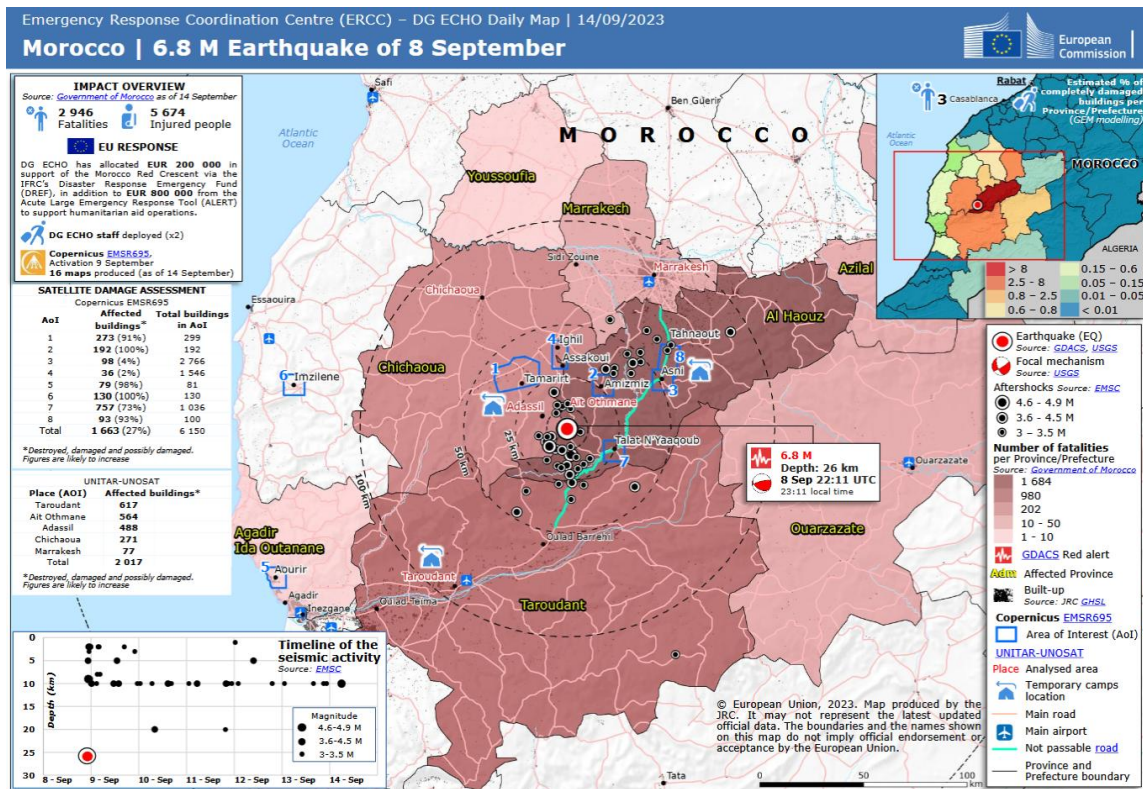 Emergency Response Coordination Centre (ERCC) – DG ECHO Daily Map | 14/09/2023
Morocco | 6.8 M Earthquake of 8 September
European
Commission
IMPACT OVERVIEW
Source: Government of Morocco as of 14 September
2 946
Fatalities
5 674
Injured people
EU RESPONSE
DG ECHO has allocated EUR 200 000 in
support of the Morocco Red Crescent via the
IFRC's Disaster Response Emergency Fund
(DREF), in addition to EUR 800 000 from the
Acute Large Emergency Response Tool (ALERT)
to support humanitarian aid operations.
DG ECHO staff deployed (x2)
Copernicus EMSR695,
Activation 9 September
16 maps produced (as of 14 September)
SATELLITE DAMAGE ASSESSMENT
Copernicus EMSR695
AoI Affected buildings* Total buildings in AoI
1 273 (91%) 299
2 192 (100%) 192
3 98 (4%) 2 766
4 36 (2%) 1 546
5 79 (98%) 81
6 130 (100%) 130
7 757 (73%) 1 036
8 93 (93%) 100
Total 1 663 (27%) 6 150
*Destroyed, damaged and possibly damaged.
Figures are likely to increase
UNITAR-UNOSAT
Place (AOI) Affected buildings*
Taroudant 617
Ait Othmane 564
Adassil 488
Chichaoua 271
Marrakesh 77
Total 2 017
*Destroyed, damaged and possibly damaged.
Figures are likely to increase
Safi
Ben Guerir
Atlantic
Ocean
MOROCCO
Youssoufia
Marrakech
Sidi Zouine
Marrakesh
Azilal
Chichaoua
Essaouira
Al Haouz
Tahnaout
4 Ighil
Assakoui
8
Chichaoua
1
Tamarirt
2
Amizmiz
Asni
3
6 Imzilene
Adassil
Ait Othmane
Talat N'Yaaqoub
7
25 km
50 km
100 km
6.8 M
Depth: 26 km
8 Sep 22:11 UTC
23:11 local time
Ouarzazate
Ouarzazate
Oulad Barrehil
Agadir
Ida Outanane
5 Aourir
Taroudant
Agadir
Inezgane
Oulad Teima
Taroudant
Tata
Rabat
3 Casablanca
Estimated % of
completely damaged
buildings per
Province/Prefecture
(GEM modelling)
Atlantic
Ocean
MOROCCO
ALGERIA
> 8
2.5 - 8
0.8 - 2.5
0.6 – 0.8
0.15 – 0.6
0.05 – 0.15
0.01 – 0.05
< 0.01
Earthquake (EQ)
Source: GDACS, USGS
Focal mechanism
Source: USGS
Aftershocks Source: EMSC
4.6 - 4.9 M
3.6 - 4.5 M
3 – 3.5 M
Number of fatalities
per Province/Prefecture
Source: Government of Morocco
1 684
980
202
10 - 50
1 - 10
GDACS Red alert
Adm Affected Province
Built-up
Source: JRC GHSL
Copernicus EMSR695
Area of Interest (AoI)
UNITAR-UNOSAT
Place Analysed area
Temporary camps
location
Main road
Main airport
Not passable road
Province and
Prefecture boundary
Timeline of the
seismic activity
Source: EMSC
Depth (km)
0
5
10
15
20
25
30
8 - Sep 9 - Sep 10 - Sep 11 - Sep 12 - Sep 13 - Sep 14 - Sep
Magnitude
4.6-4.9 M
3.6-4.5 M
3-3.5 M
© European Union, 2023. Map produced by the
JRC. It may not represent the latest updated
official data. The boundaries and the names shown
on this map do not imply official endorsement or
acceptance by the European Union.
0 50 100
km